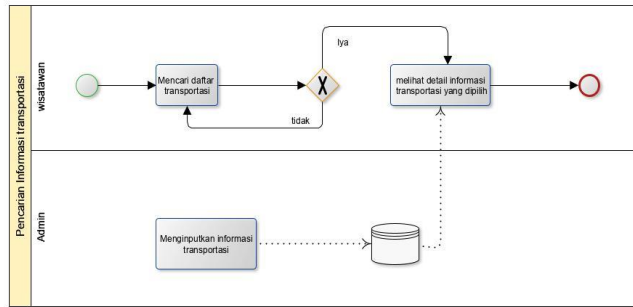 Pencarian Informasi transportasi
wisatawan
Mencari daftar
transportasi
Iya
tidak
melihat detail informasi
transportasi yang dipilih
Admin
Menginputkan informasi
transportasi